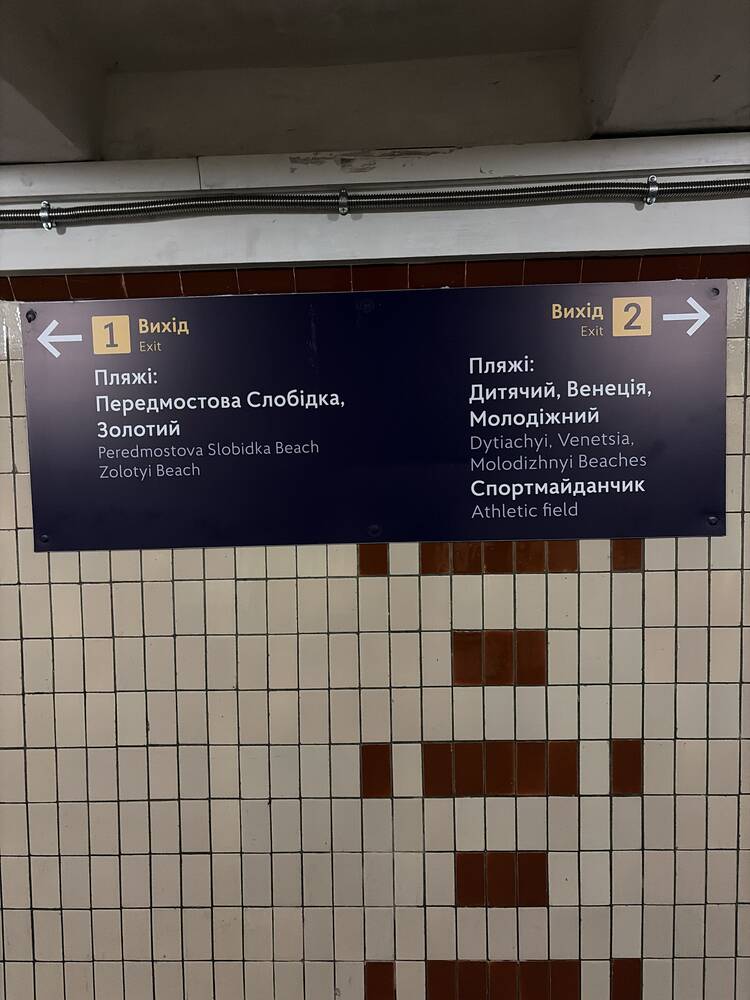 1 Вихід
Exit
Пляжі:
Передмостова Слобідка,
Золотий
Peredmostova Slobidka Beach
Zolotyi Beach
Вихід 2
Exit
Пляжі:
Дитячий, Венеція,
Молодіжний
Dytiachyi, Venetsia,
Molodizhnyi Beaches
Спортмайданчик
Athletic field